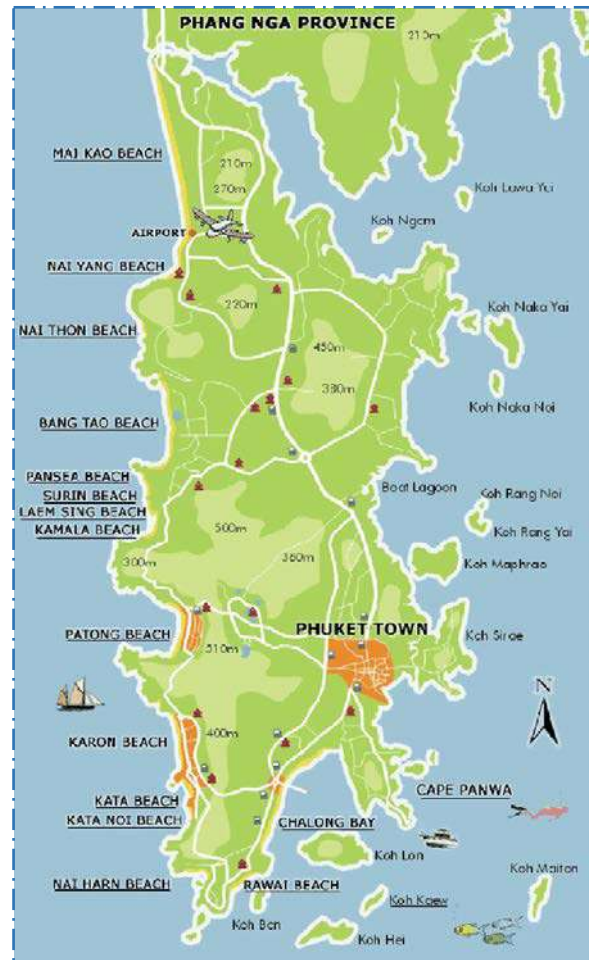 PHANG NGA PROVINCE
210m
MAI KAO BEACH
210m
270m
Koh Lawa Yai
Koh Ngam
AIRPORT
NAI YANG BEACH
220m
Koh Naka Yai
NAI THON BEACH
450m
380m
Koh Naka Noi
BANG TAO BEACH
PANSEA BEACH
SURIN BEACH
LAEM SING BEACH
KAMALA BEACH
Boat Lagoon
Koh Rang Noi
Koh Rang Yai
500m
300m
360m
Koh Maphrao
PATONG BEACH
PHUKET TOWN
Koh Sirae
510m
N
KARON BEACH
400m
CAPE PANWA
KATA BEACH
KATA NOI BEACH
CHALONG BAY
Koh Lon
Koh Maiton
NAI HARN BEACH
RAWAI BEACH
Koh Kaew
Koh Bon
Koh Hei